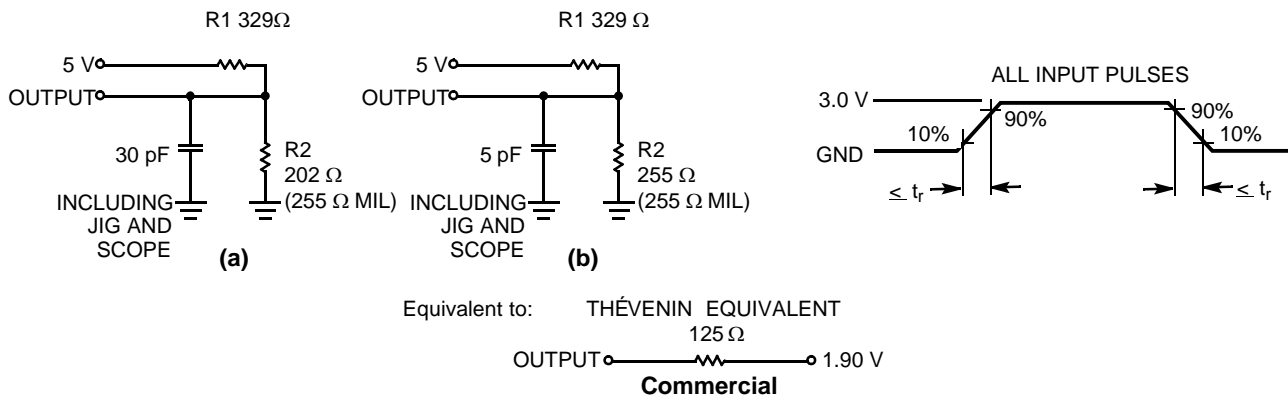 R1 329Ω
5 V
OUTPUT
30 pF
R2
202 Ω
(255 Ω MIL)
INCLUDING
JIG AND
SCOPE
(a)
R1 329 Ω
5 V
OUTPUT
5 pF
R2
255 Ω
(255 Ω MIL)
INCLUDING
JIG AND
SCOPE
(b)
ALL INPUT PULSES
3.0 V
90%
90%
10%
10%
GND
≤ tr
≤ tr
Equivalent to: THÉVENIN EQUIVALENT
125 Ω
OUTPUT
1.90 V
Commercial